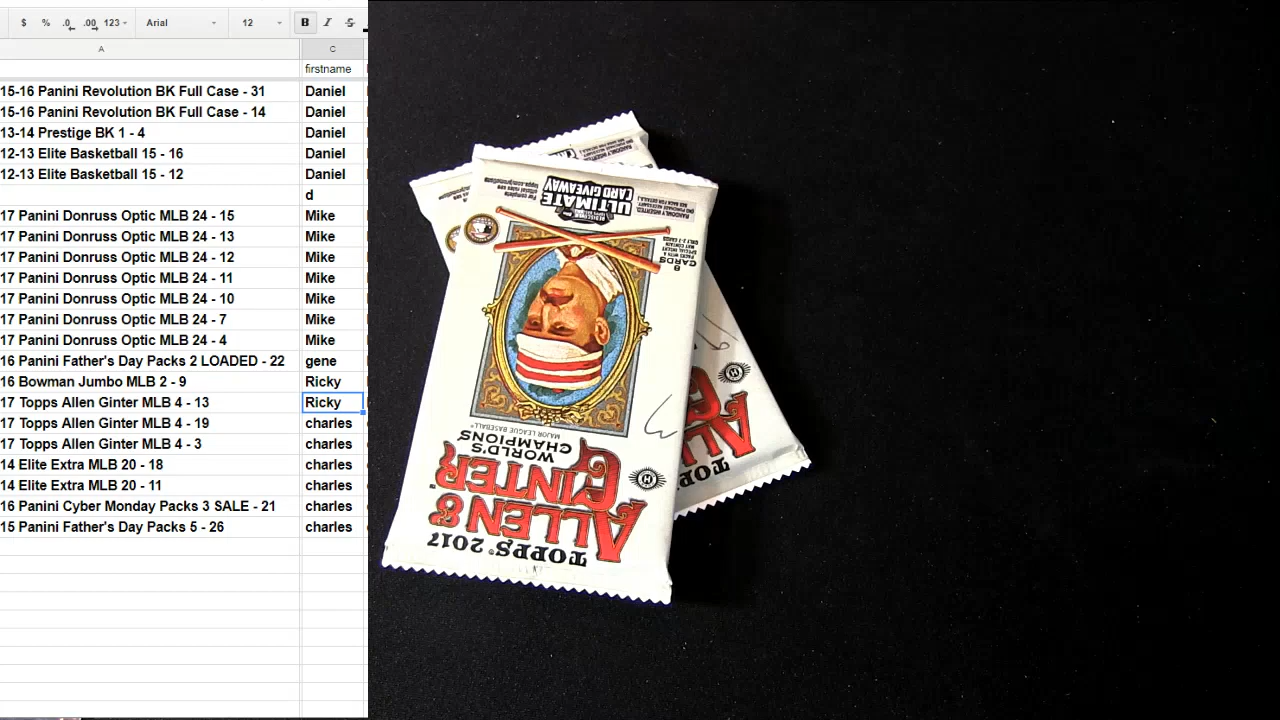 $ % .0 .00 123 Arial 12 B I S
A C
firstname
15-16 Panini Revolution BK Full Case - 31 Daniel
15-16 Panini Revolution BK Full Case - 14 Daniel
13-14 Prestige BK 1 - 4 Daniel
12-13 Elite Basketball 15 - 16 Daniel
12-13 Elite Basketball 15 - 12 Daniel
d
17 Panini Donruss Optic MLB 24 - 15 Mike
17 Panini Donruss Optic MLB 24 - 13 Mike
17 Panini Donruss Optic MLB 24 - 12 Mike
17 Panini Donruss Optic MLB 24 - 11 Mike
17 Panini Donruss Optic MLB 24 - 10 Mike
17 Panini Donruss Optic MLB 24 - 7 Mike
17 Panini Donruss Optic MLB 24 - 4 Mike
16 Panini Father's Day Packs 2 LOADED - 22 gene
16 Bowman Jumbo MLB 2 - 9 Ricky
17 Topps Allen Ginter MLB 4 - 13 Ricky
17 Topps Allen Ginter MLB 4 - 19 charles
17 Topps Allen Ginter MLB 4 - 3 charles
14 Elite Extra MLB 20 - 18 charles
14 Elite Extra MLB 20 - 11 charles
16 Panini Cyber Monday Packs 3 SALE - 21 charles
15 Panini Father's Day Packs 5 - 26 charles
TOPPS® 2017
ALLEN &
GINTER
WORLD'S
CHAMPIONS
MAJOR LEAGUE BASEBALL®
8
CARDS
ULTIMATE
CARD GIVEAWAY
RANDOMLY INSERTED.
TOPPS